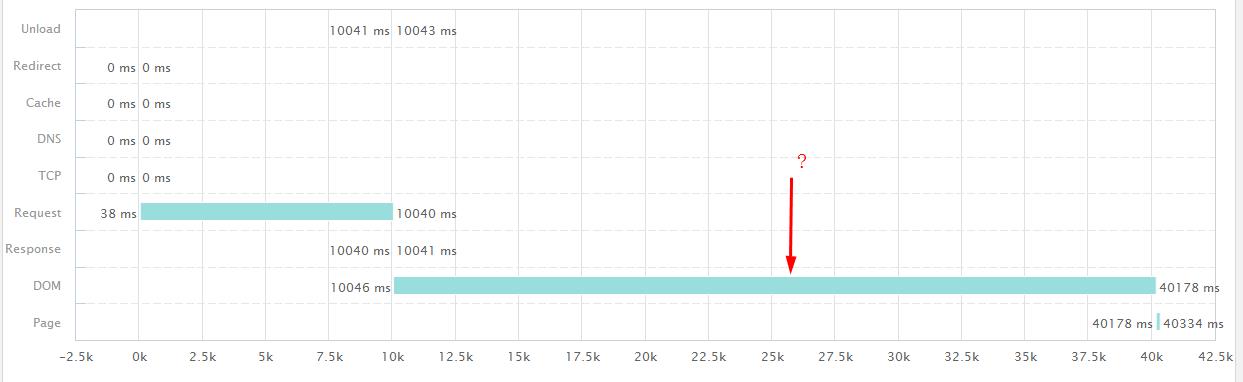 Unload 10041 ms 10043 ms
Redirect 0 ms 0 ms
Cache 0 ms 0 ms
DNS 0 ms 0 ms
TCP 0 ms 0 ms
?
Request 38 ms 10040 ms
Response 10040 ms 10041 ms
DOM 10046 ms 40178 ms
Page 40178 ms 40334 ms
−2.5k 0k 2.5k 5k 7.5k 10k 12.5k 15k 17.5k 20k 22.5k 25k 27.5k 30k 32.5k 35k 37.5k 40k 42.5k